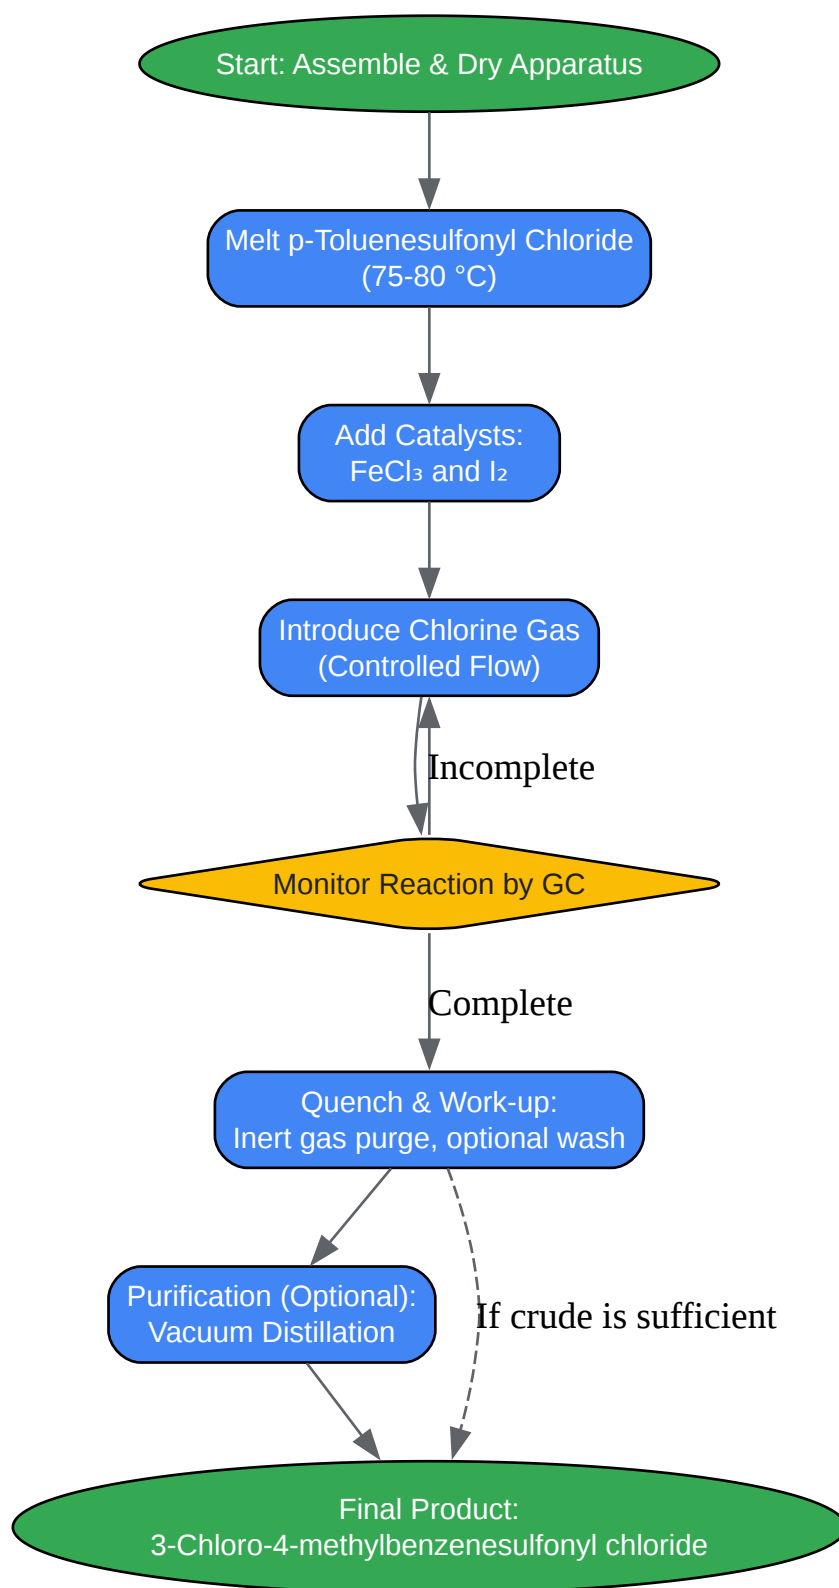 Start: Assemble & Dry Apparatus
Melt p-Toluenesulfonyl Chloride
(75-80 °C)
Add Catalysts:
FeCl₃ and I₂
Introduce Chlorine Gas
(Controlled Flow)
Incomplete
Monitor Reaction by GC
Complete
Quench & Work-up:
Inert gas purge, optional wash
Purification (Optional):
Vacuum Distillation
If crude is sufficient
Final Product:
3-Chloro-4-methylbenzenesulfonyl chloride